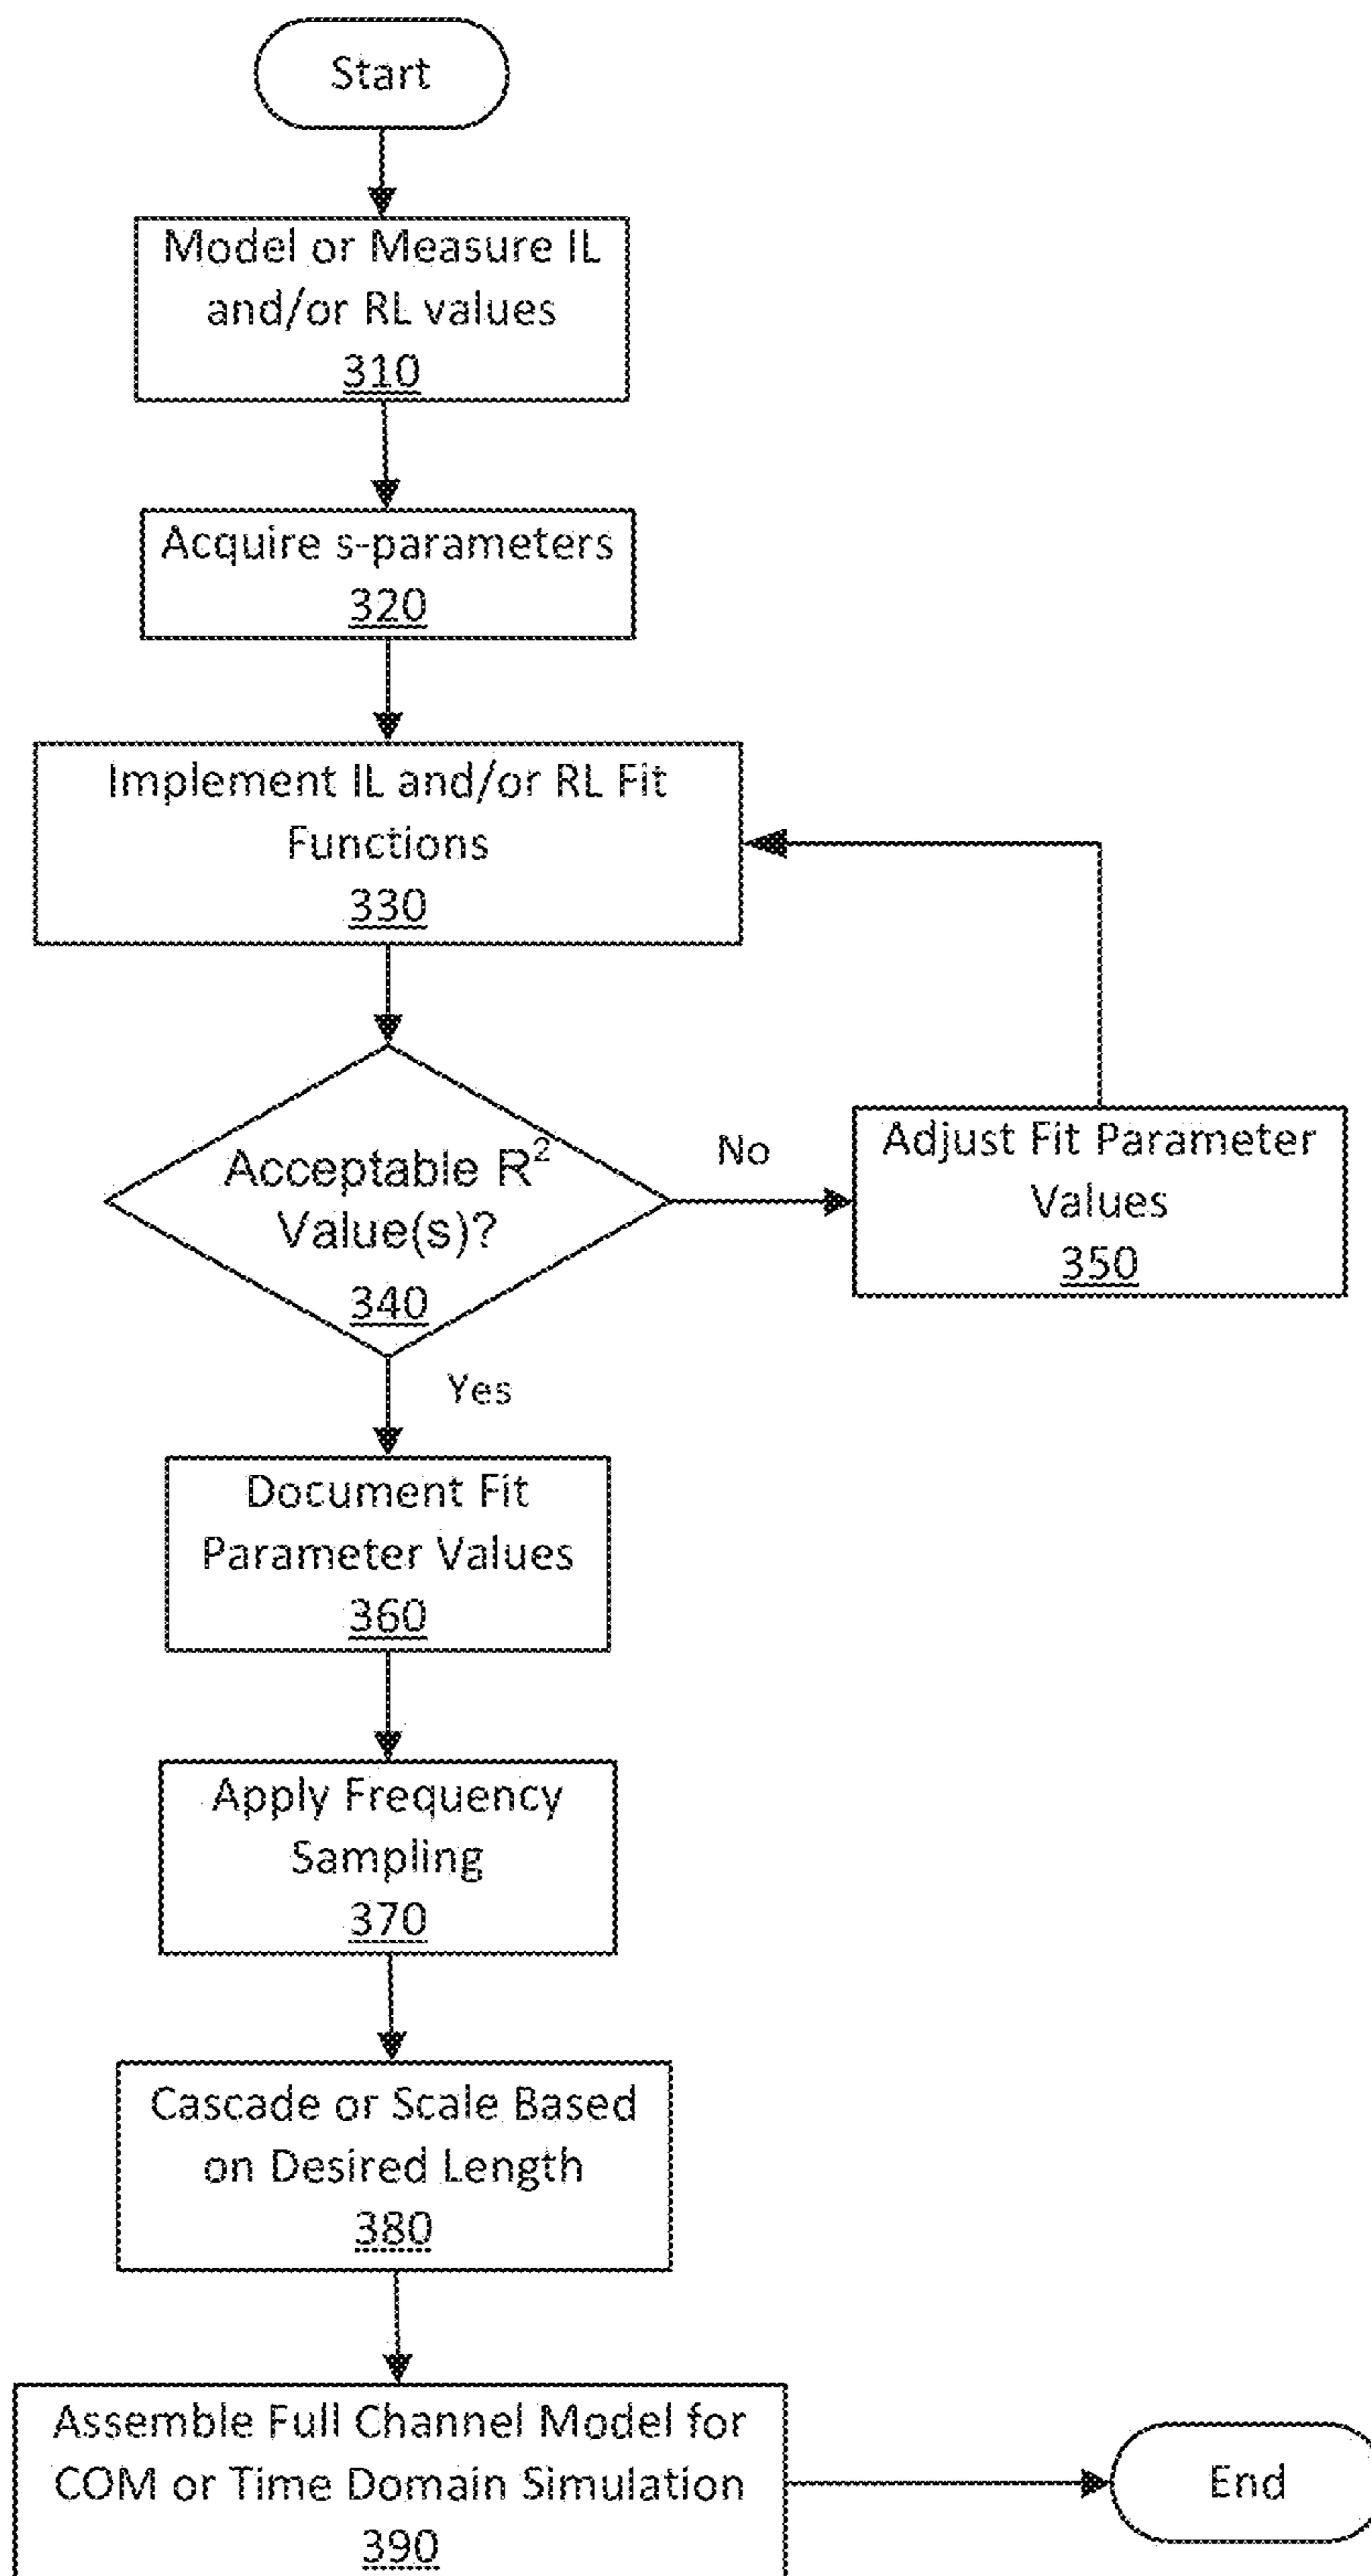 Start
Model or Measure IL
and/or RL values
310
Acquire s-parameters
320
Implement IL and/or RL Fit
Functions
330
Acceptable R²
Value(s)?
340
No
Adjust Fit Parameter
Values
350
Yes
Document Fit
Parameter Values
360
Apply Frequency
Sampling
370
Cascade or Scale Based
on Desired Length
380
Assemble Full Channel Model for
COM or Time Domain Simulation
390
End